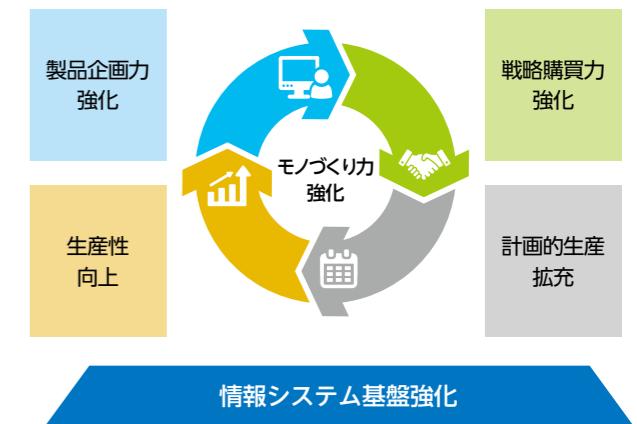 製品企画力
強化
戦略購買力
強化
モノづくり力
強化
生産性
向上
計画的生産
拡充
情報システム基盤強化